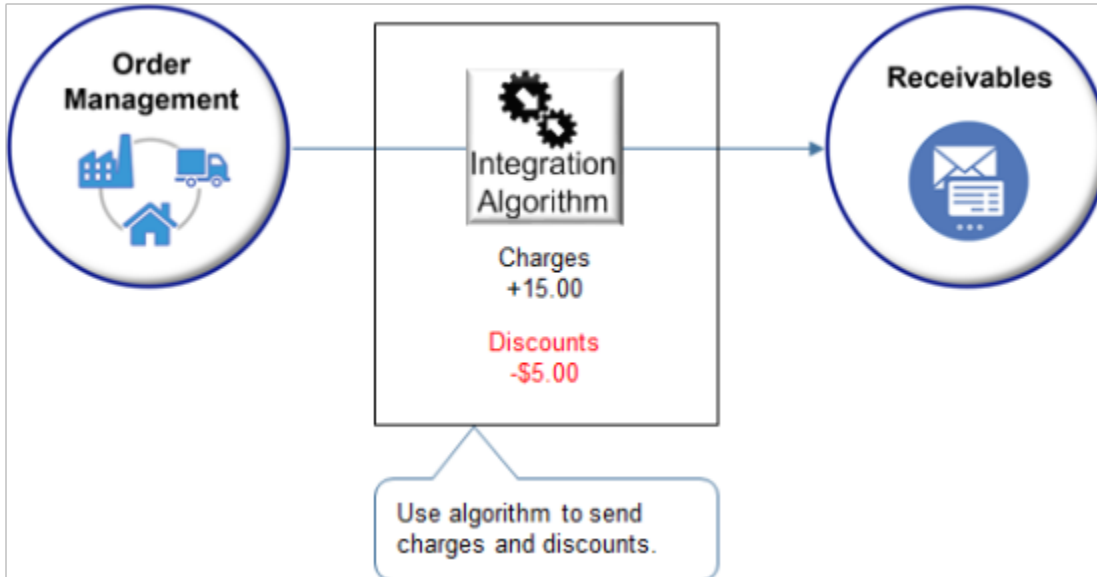 Order
Management
Integration
Algorithm
Charges
+15.00
Discounts
-$5.00
Receivables
Use algorithm to send
charges and discounts.